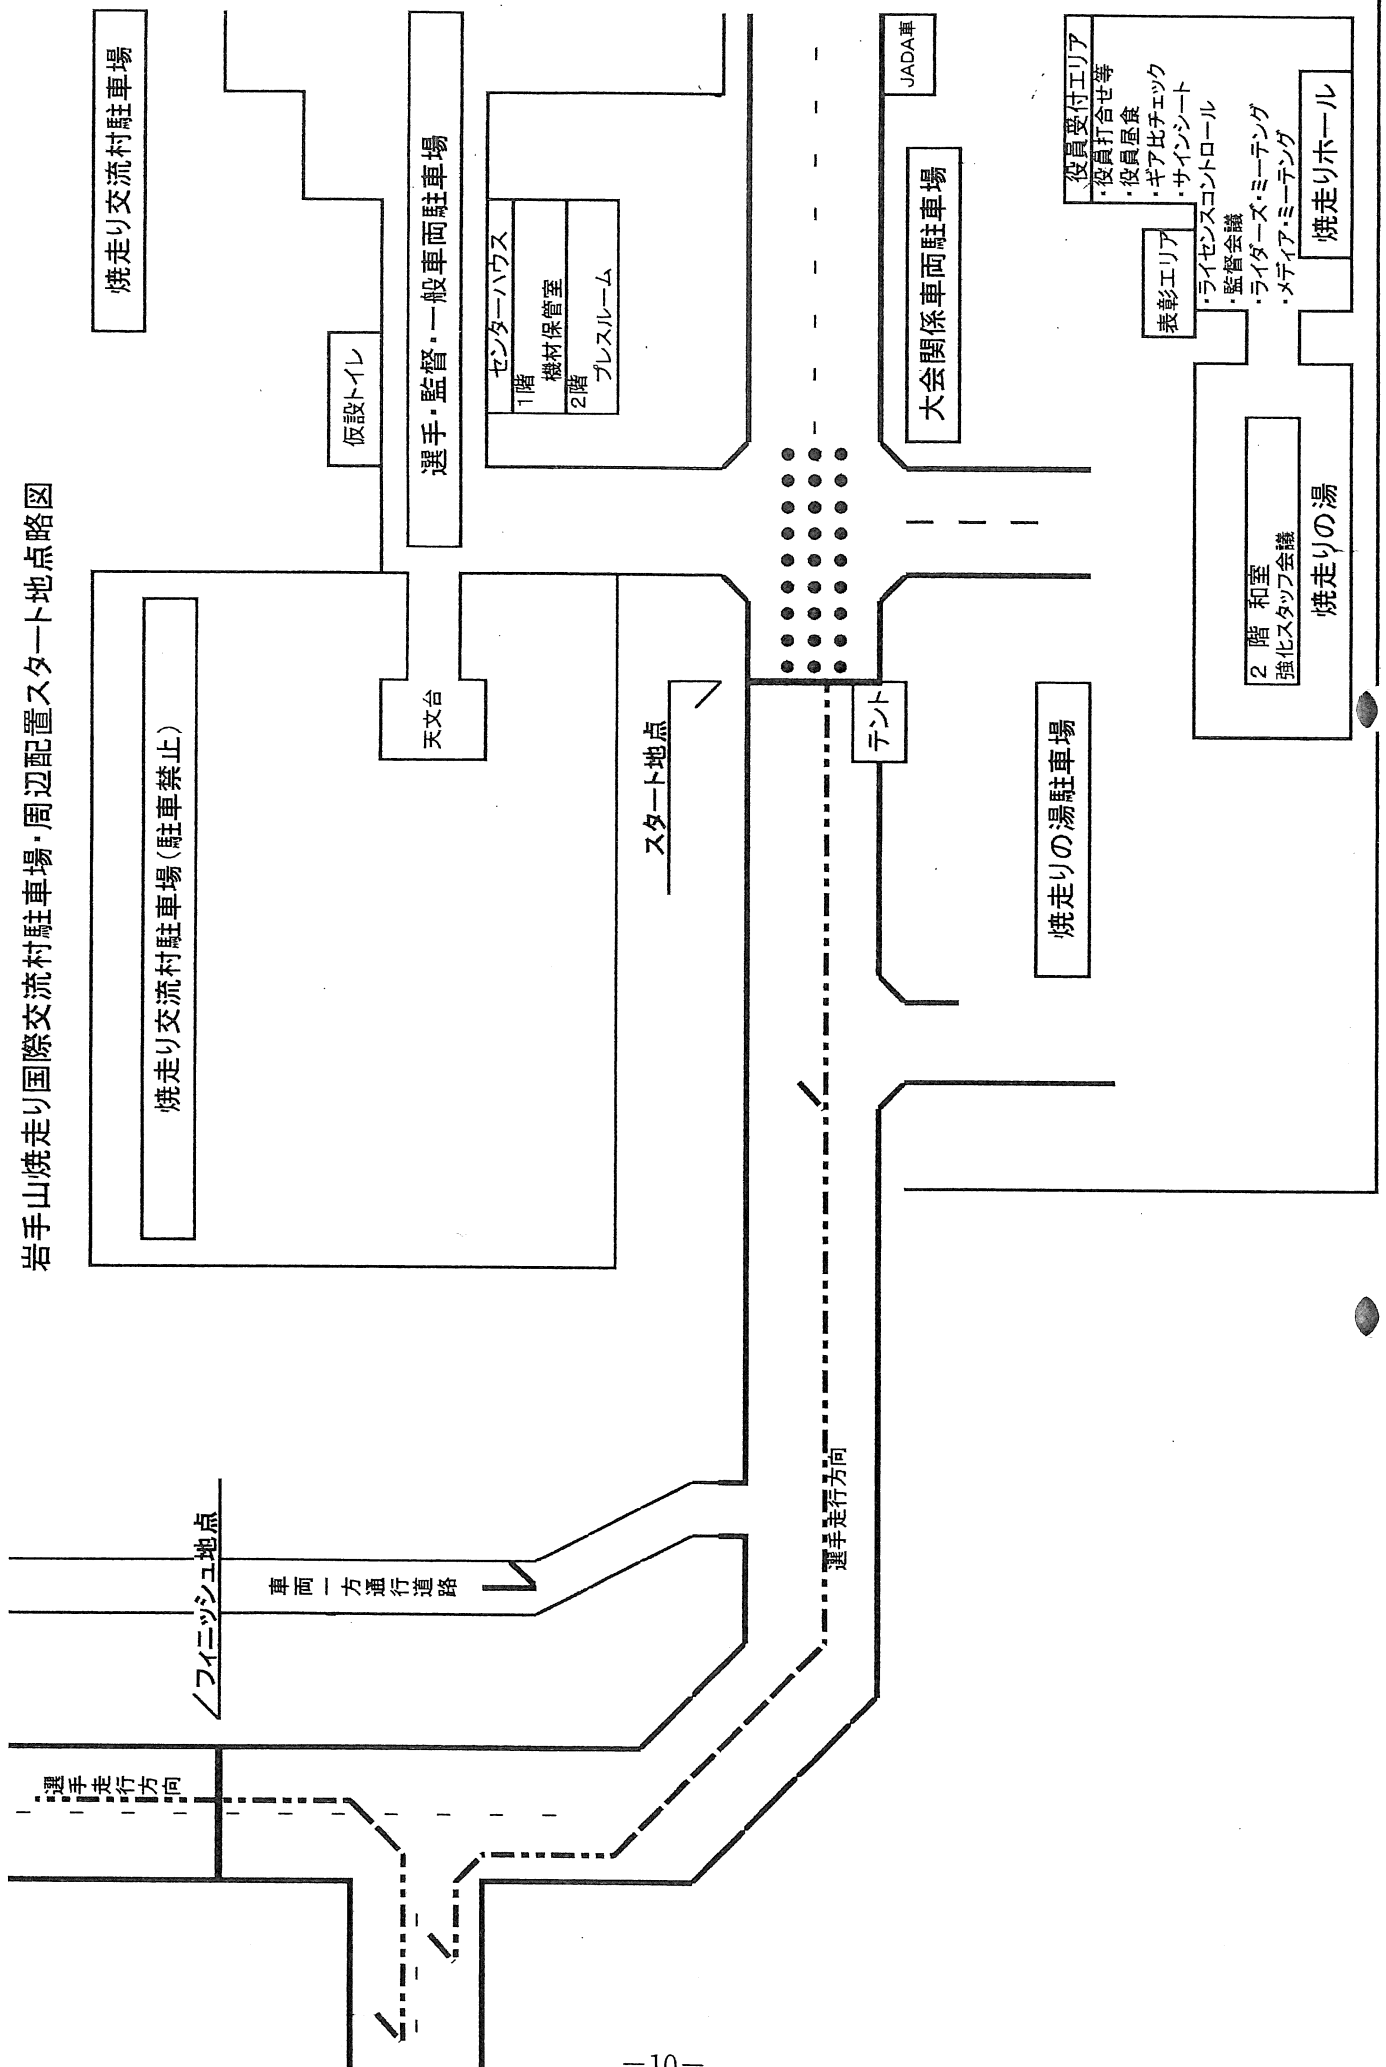 岩手山焼走り国際交流村駐車場・周辺配置スタート地点略図
焼走り交流村駐車場
焼走り交流村駐車場（駐車禁止）
フィニッシュ地点
選手走行方向
車両一方通行道路
仮設トイレ
選手・監督・一般車両駐車場
天文台
センターハウス
1階
機材保管室
2階
プレスルーム
スタート地点
選手走行方向
テント
JADA車
大会関係車両駐車場
焼走りの湯駐車場
役員受付エリア
・役員打合せ等
・役員昼食
・ギア比チェック
・サインシート
表彰エリア
・ライセンスコントロール
・監督会議
・ライダーズ・ミーテング
・メディア・ミーテング
焼走りホール
2 階 和室
強化スタッフ会議
焼走りの湯
－10－